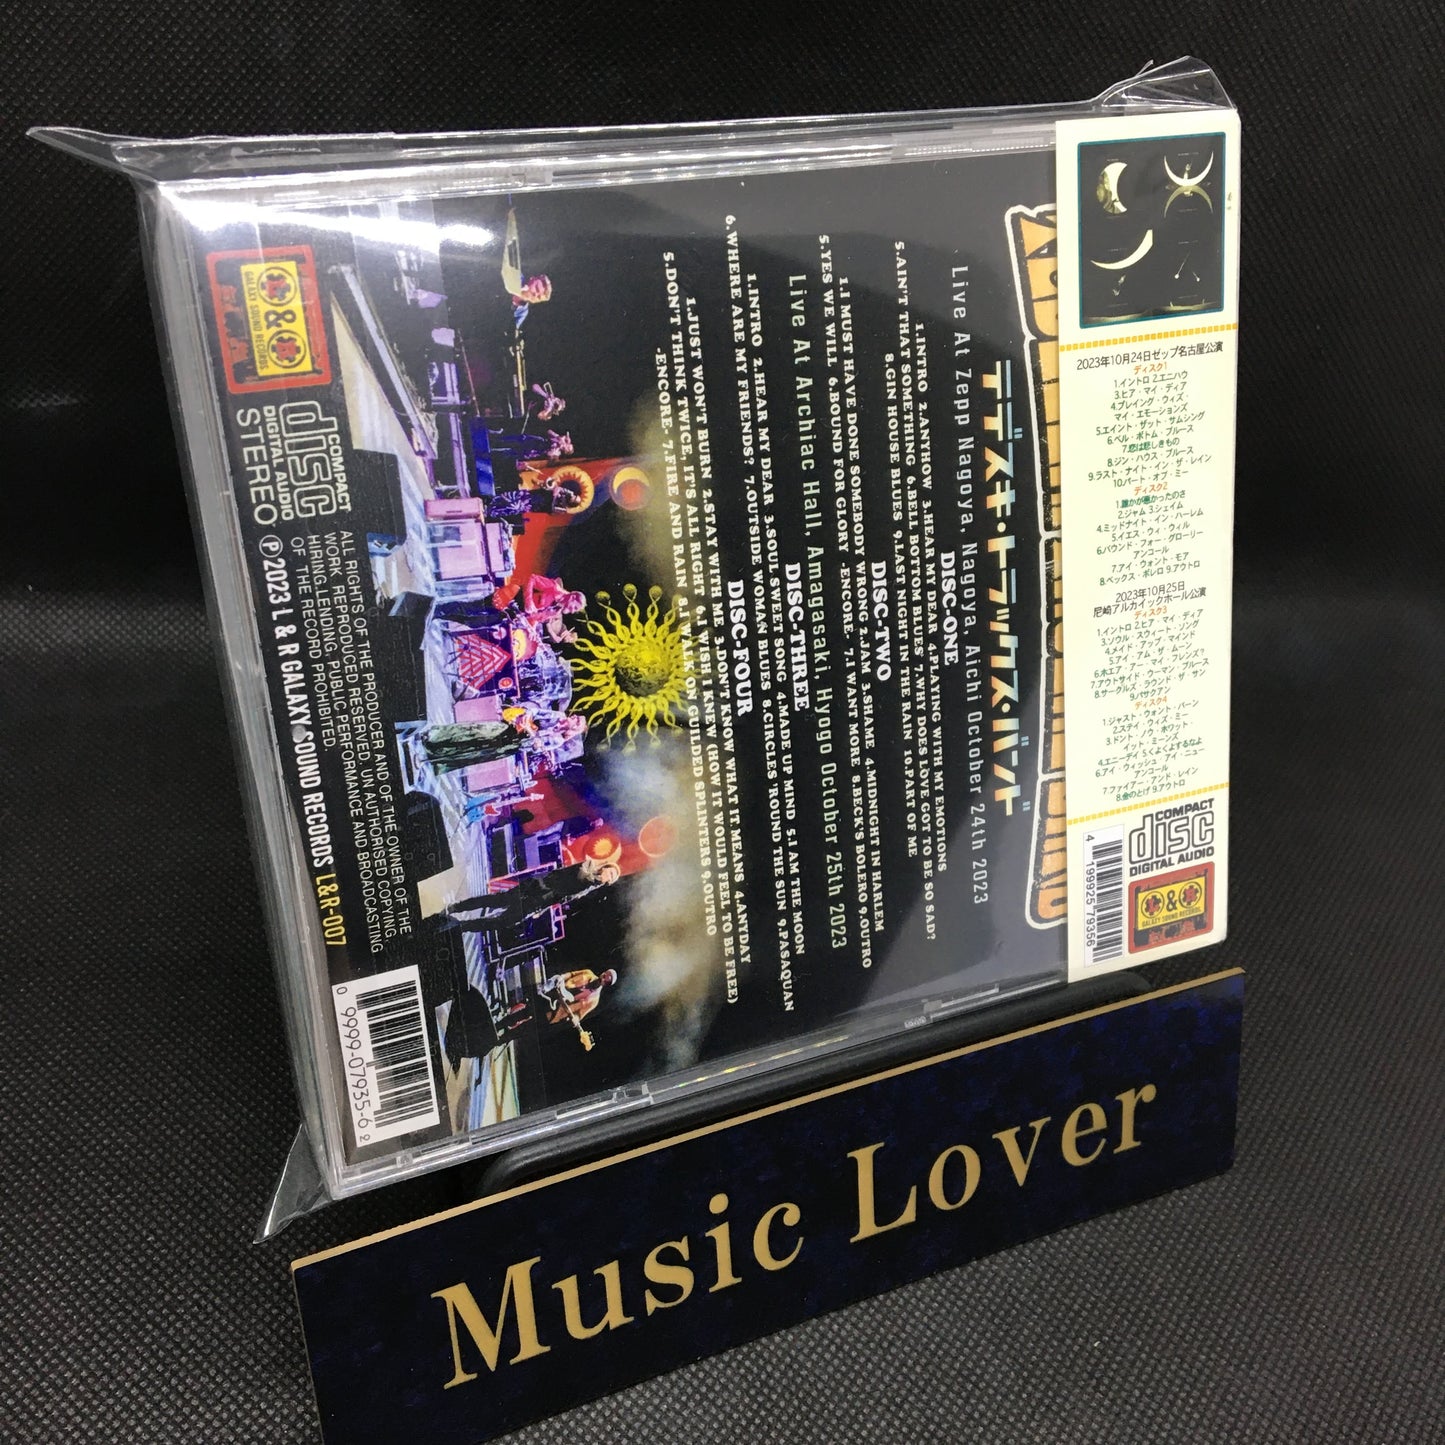 テデスキ・トラックス・バンド
Live At Zepp Nagoya, Nagoya, Aichi October 24th 2023
DISC-ONE
1.INTRO 2.ANYHOW 3.HEAR MY DEAR 4.PLAYING WITH MY EMOTIONS
5.AIN'T THAT SOMETHING 6.BELL BOTTOM BLUES 7.WHY DOES LOVE GOT TO BE SO SAD?
8.GIN HOUSE BLUES 9.LAST NIGHT IN THE RAIN 10.PART OF ME
DISC-TWO
1.I MUST HAVE DONE SOMEBODY WRONG 2.JAM 3.SHAME 4.MIDNIGHT IN HARLEM
5.YES WE WILL 6.BOUND FOR GLORY -ENCORE- 7.I WANT MORE 8.BECK'S BOLERO 9.OUTRO
Live At Archiac Hall, Amagasaki, Hyogo October 25th 2023
DISC-THREE
1.INTRO 2.HEAR MY DEAR 3.SOUL SWEET SONG 4.MADE UP MIND 5.I AM THE MOON
6.WHERE ARE MY FRIENDS? 7.OUTSIDE WOMAN BLUES 8.CIRCLES 'ROUND THE SUN 9.PASAQUAN
DISC-FOUR
1.JUST WON'T BURN 2.STAY WITH ME 3.DON'T KNOW WHAT IT MEANS 4.ANYDAY
5.DON'T THINK TWICE, IT'S ALL RIGHT 6.I WISH I KNEW (HOW IT WOULD FEEL TO BE FREE)
-ENCORE- 7.FIRE AND RAIN 8.I WALK ON GUILDED SPLINTERS 9.OUTRO
L & R
GALAXY SOUND RECORDS
COMPACT
disc
DIGITAL AUDIO
STEREO
ALL RIGHTS OF THE PRODUCER AND OF THE OWNER OF THE
WORK REPRODUCED RESERVED. UN AUTHORISED COPYING.
HIRING.LENDING. PUBLIC PERFORMANCE AND BROADCASTING
OF THE RECORD PROHIBITED.
Ⓟ2023 L & R GALAXY SOUND RECORDS L&R-007
0 9999-07935-6 2
2023年10月24日ゼップ名古屋公演
ディスク1
1.イントロ 2.エニハウ
3.ヒア・マイ・ディア
4.プレイング・ウィズ・
マイ・エモーションズ
5.エイント・ザット・サムシング
6.ベル・ボトム・ブルース
7.恋は悲しきもの
8.ジン・ハウス・ブルース
9.ラスト・ナイト・イン・ザ・レイン
10.パート・オブ・ミー
ディスク2
1.誰かが悪かったのさ
2.ジャム 3.シェイム
4.ミッドナイト・イン・ハーレム
5.イエス・ウィ・ウィル
6.バウンド・フォー・グローリー
アンコール
7.アイ・ウォント・モア
8.ベックス・ボレロ 9.アウトロ
2023年10月25日
尼崎アルカイックホール公演
ディスク3
1.イントロ 2.ヒア・マイ・ディア
3.ソウル・スウィート・ソング
4.メイド・アップ・マインド
5.アイ・アム・ザ・ムーン
6.ホエア・アー・マイ・フレンズ?
7.アウトサイド・ウーマン・ブルース
8.サークルズ・ラウンド・ザ・サン
9.パサクアン
ディスク4
1.ジャスト・ウォント・バーン
2.ステイ・ウィズ・ミー
3.ドント・ノウ・ホワット・
イット・ミーンズ
4.エニーデイ 5.くよくよするなよ
6.アイ・ウィッシュ・アイ・ニュー
アンコール
7.ファイアー・アンド・レイン
8.金のとげ 9.アウトロ
COMPACT
disc
DIGITAL AUDIO
4 199925 79356
&
GALAXY SOUND RECORDS
Music Lover